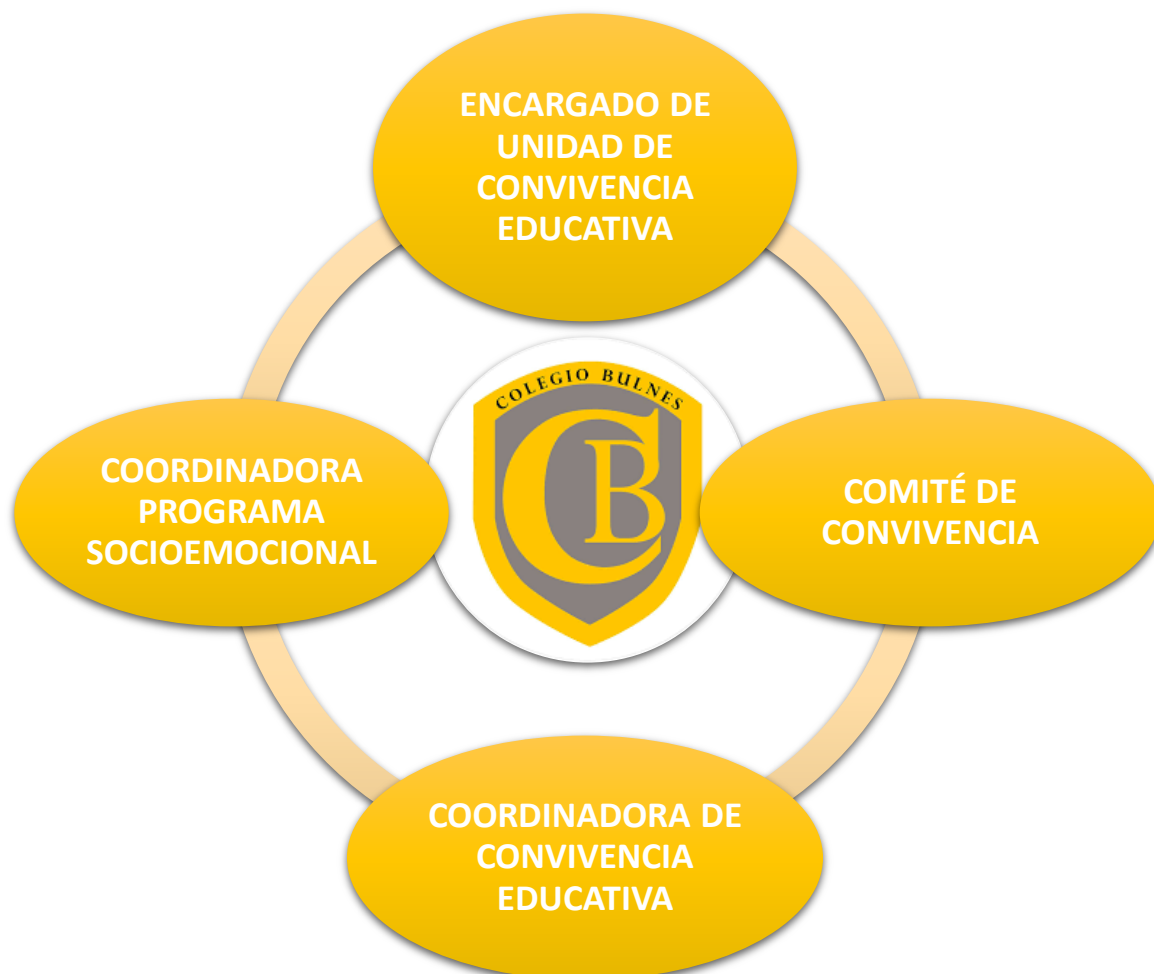 ENCARGADO DE
UNIDAD DE
CONVIVENCIA
EDUCATIVA
COLEGIO BULNES
CB
COORDINADORA
PROGRAMA
SOCIOEMOCIONAL
COMITÉ DE
CONVIVENCIA
COORDINADORA DE
CONVIVENCIA
EDUCATIVA